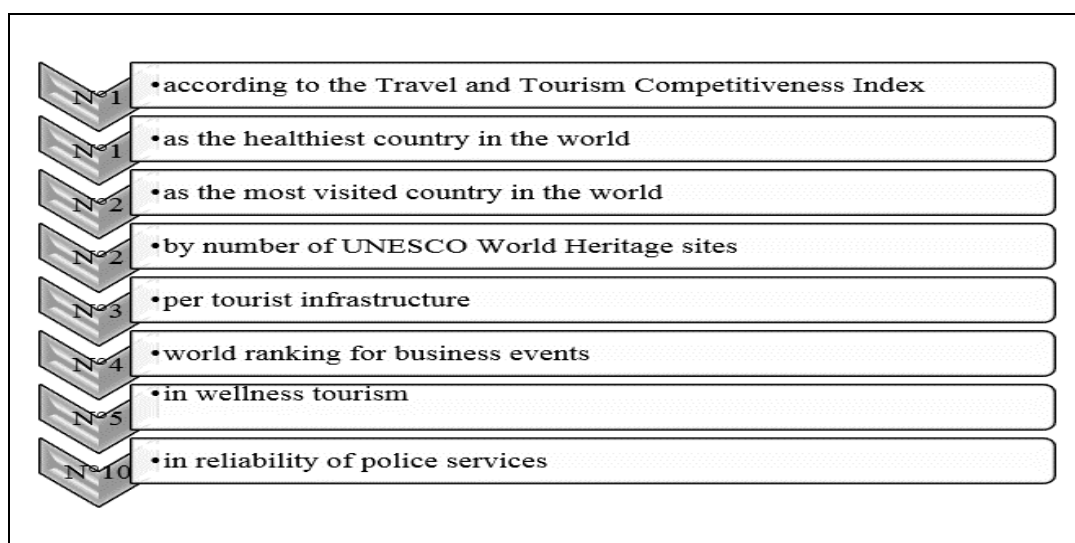 N°1 •according to the Travel and Tourism Competitiveness Index
N°1 •as the healthiest country in the world
N°2 •as the most visited country in the world
N°2 •by number of UNESCO World Heritage sites
N°3 •per tourist infrastructure
N°4 •world ranking for business events
N°5 •in wellness tourism
N°10 •in reliability of police services